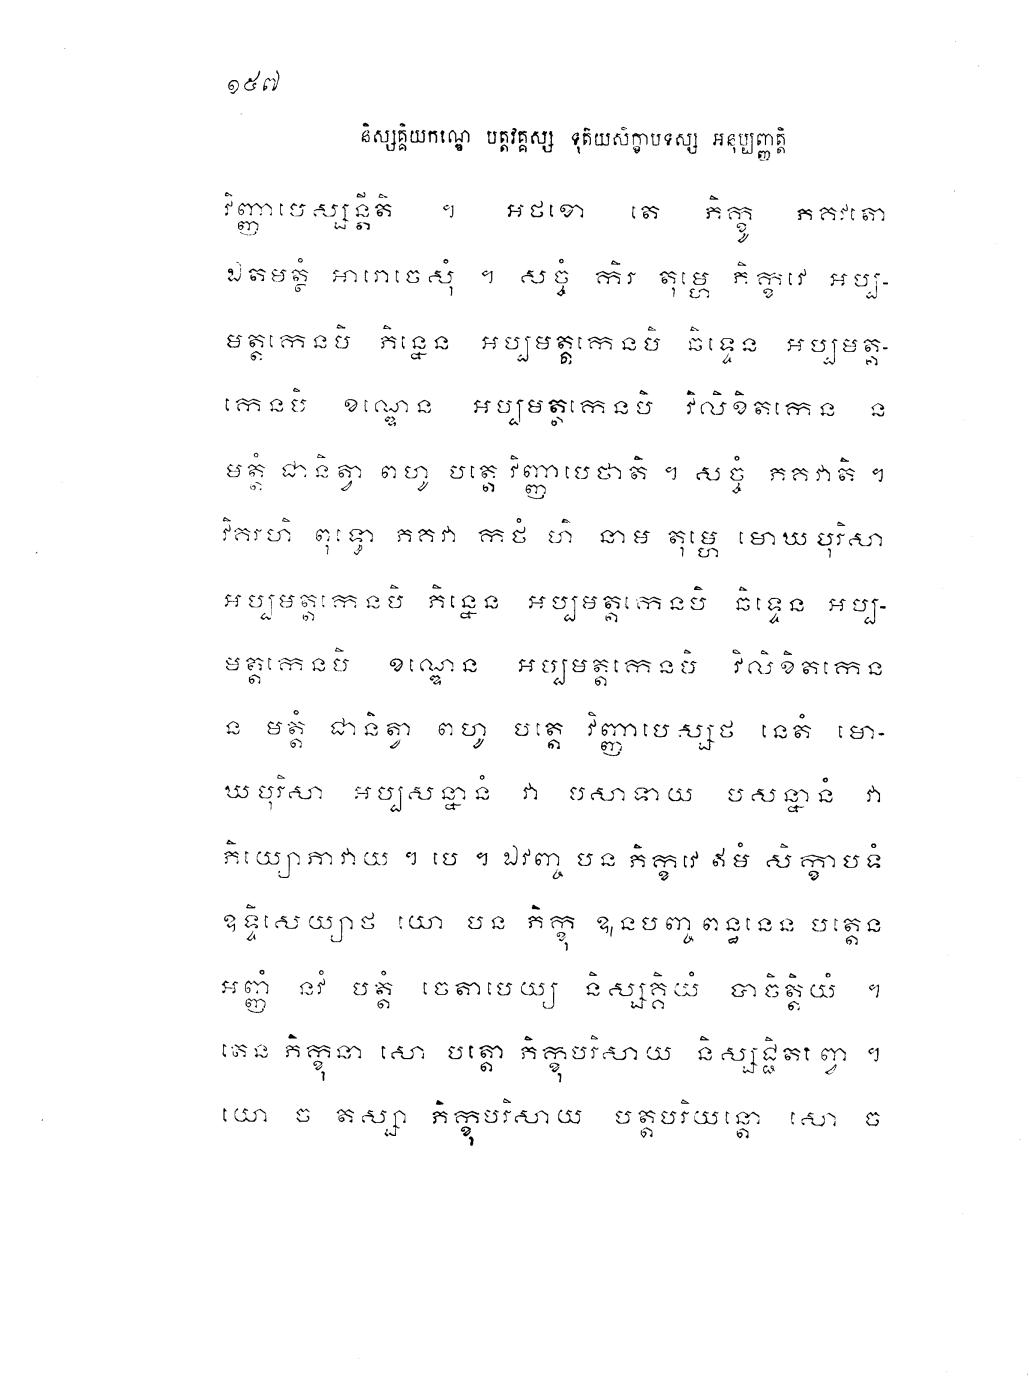 ១៥៧
និស្សគ្គិយកណ្ឌេ បត្តវគ្គស្ស ទុតិយសិក្ខាបទស្ស អនុប្បញ្ញត្តិ
វិញ្ញាបេស្សន្តីតិ ។ អថខោ តេ ភិក្ខូ ភគវតោ
ឯតមត្ថំ អារោចេសុំ ។ សច្ចំ កិរ តុម្ហេ ភិក្ខវេ អប្ប-
មត្តកេនបិ ភិន្នេន អប្បមត្តកេនបិ ឆិទ្ទេន អប្បមត្ត-
កេនបិ ខណ្ឌេន អប្បមត្តកេនបិ វិលិខិតកេន ន
មត្តំ ជានិត្វា ពហូ បត្តេ វិញ្ញាបេថាតិ ។ សច្ចំ ភគវាតិ ។
វិគរហិ ពុទ្ធោ ភគវា កថំ ហិ នាម តុម្ហេ មោឃបុរិសា
អប្បមត្តកេនបិ ភិន្នេន អប្បមត្តកេនបិ ឆិទ្ទេន អប្ប-
មត្តកេនបិ ខណ្ឌេន អប្បមត្តកេនបិ វិលិខិតកេន
ន មត្តំ ជានិត្វា ពហូ បត្តេ វិញ្ញាបេស្សថ នេតំ មោ-
ឃបុរិសា អប្បសន្នានំ វា បសាទាយ បសន្នានំ វា
ភិយ្យោភាវាយ ។ បេ ។ ឯវញ្ច បន ភិក្ខវេ ឥមំ សិក្ខាបទំ
ឧទ្ទិសេយ្យាថ យោ បន ភិក្ខុ ឩនបញ្ចពន្ធនេន បត្តេន
អញ្ញំ នវំ បត្តំ ចេតាបេយ្យ និស្សគ្គិយំ បាចិត្តិយំ ។
តេន ភិក្ខុនា សោ បត្តោ ភិក្ខុបរិសាយ និស្សជ្ជិតព្វោ ។
យោ ច តស្សា ភិក្ខុបរិសាយ បត្តបរិយន្តោ សោ ច